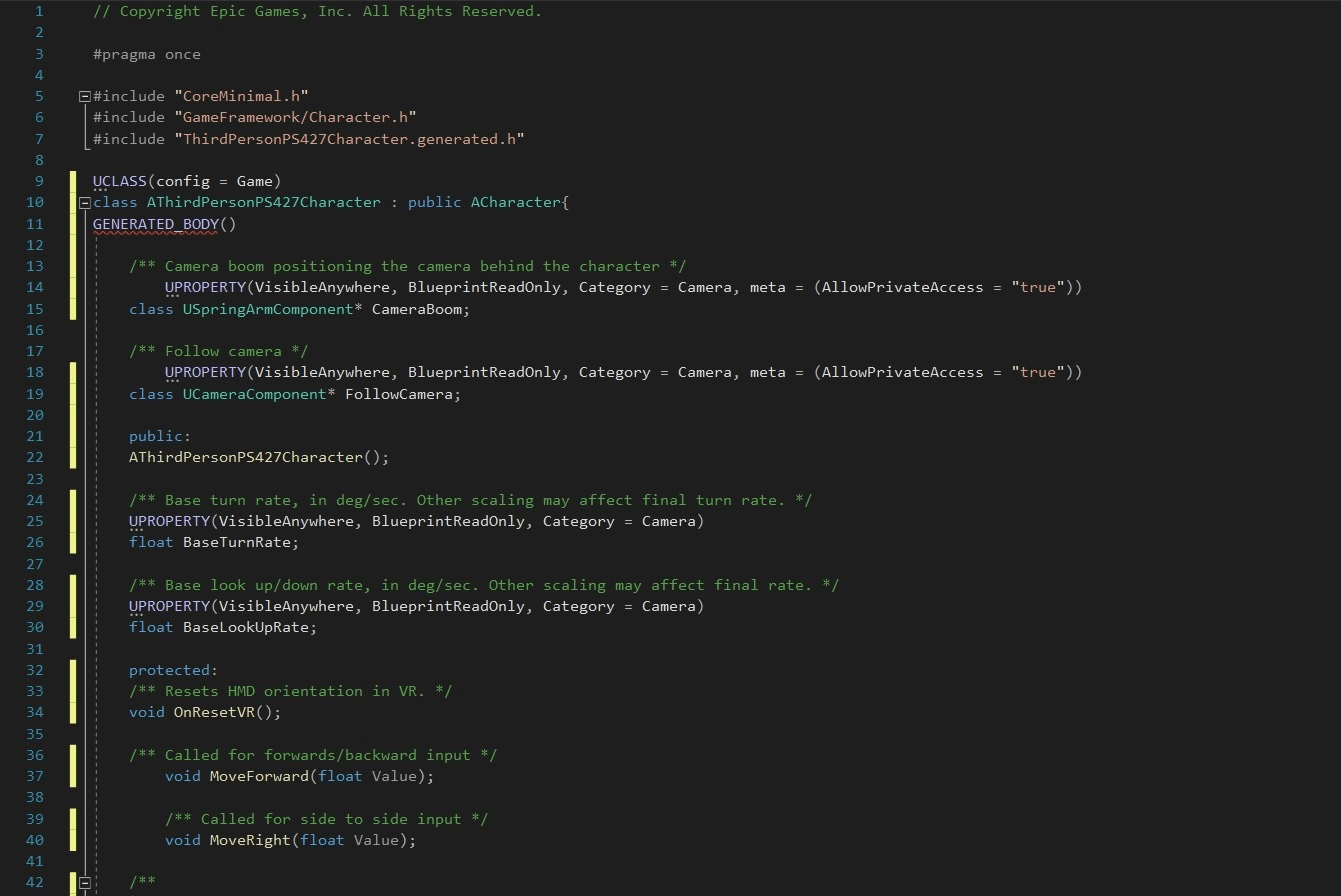 1 // Copyright Epic Games, Inc. All Rights Reserved.
2
3 #pragma once
4
5 #include "CoreMinimal.h"
6 #include "GameFramework/Character.h"
7 #include "ThirdPersonPS427Character.generated.h"
8
9 UCLASS(config = Game)
10 class AThirdPersonPS427Character : public ACharacter{
11 GENERATED_BODY()
12
13 /** Camera boom positioning the camera behind the character */
14 UPROPERTY(VisibleAnywhere, BlueprintReadOnly, Category = Camera, meta = (AllowPrivateAccess = "true"))
15 class USpringArmComponent* CameraBoom;
16
17 /** Follow camera */
18 UPROPERTY(VisibleAnywhere, BlueprintReadOnly, Category = Camera, meta = (AllowPrivateAccess = "true"))
19 class UCameraComponent* FollowCamera;
20
21 public:
22 AThirdPersonPS427Character();
23
24 /** Base turn rate, in deg/sec. Other scaling may affect final turn rate. */
25 UPROPERTY(VisibleAnywhere, BlueprintReadOnly, Category = Camera)
26 float BaseTurnRate;
27
28 /** Base look up/down rate, in deg/sec. Other scaling may affect final rate. */
29 UPROPERTY(VisibleAnywhere, BlueprintReadOnly, Category = Camera)
30 float BaseLookUpRate;
31
32 protected:
33 /** Resets HMD orientation in VR. */
34 void OnResetVR();
35
36 /** Called for forwards/backward input */
37 void MoveForward(float Value);
38
39 /** Called for side to side input */
40 void MoveRight(float Value);
41
42 /**